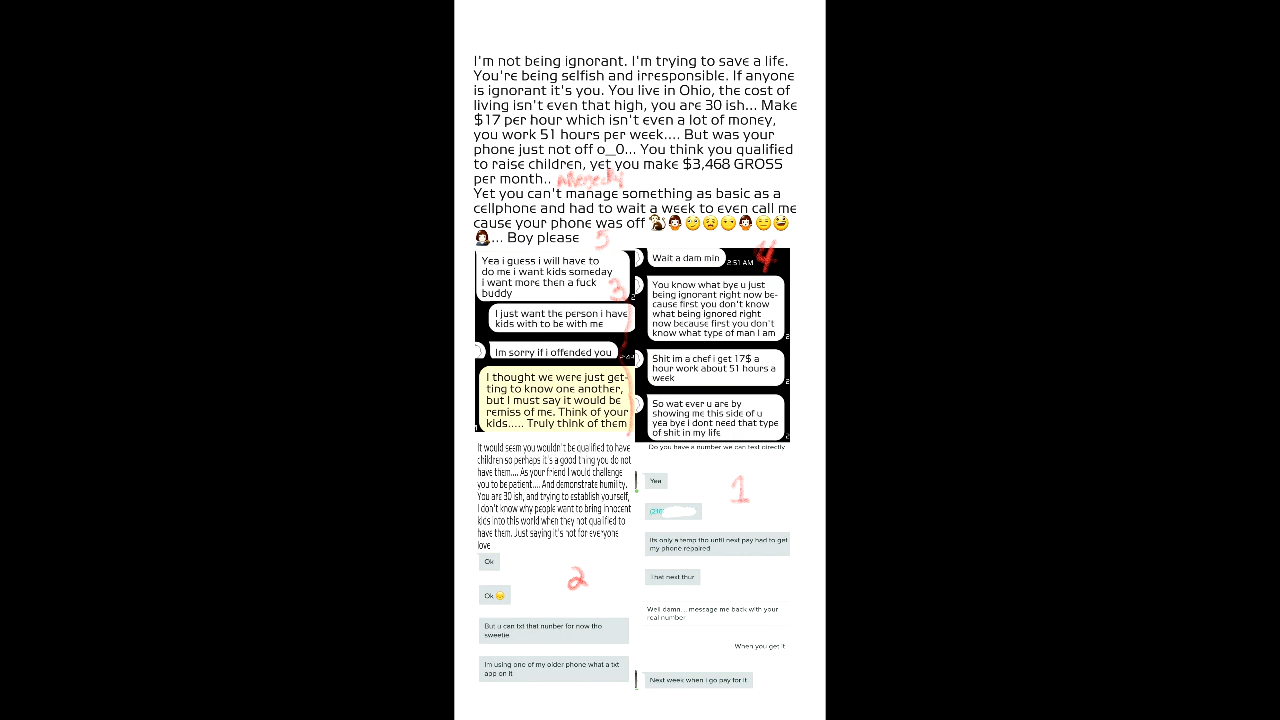 I'm not being ignorant. I'm trying to save a life.
You're being selfish and irresponsible. If anyone
is ignorant it's you. You live in Ohio, the cost of
living isn't even that high, you are 30 ish... Make
$17 per hour which isn't even a lot of money,
you work 51 hours per week.... But was your
phone just not off o_0... You think you qualified
to raise children, yet you make $3,468 GROSS
per month.. allegedly
Yet you can't manage something as basic as a
cellphone and had to wait a week to even call me
cause your phone was off
... Boy please
5
Yea i guess i will have to
do me i want kids someday
i want more then a fuck
buddy
3
I just want the person i have
kids with to be with me
Im sorry if i offended you
I thought we were just get-
ting to know one another,
but I must say it would be
remiss of me. Think of your
kids..... Truly think of them
It would seem you wouldn't be qualified to have
children so perhaps it's a good thing you do not
have them.... As your friend I would challenge
you to be patient.... And demonstrate humility.
You are 30 ish, and trying to establish yourself,
I don't know why people want to bring innocent
kids into this world when they not qualified to
have them. Just saying it's not for everyone
love
Ok
2
Ok
But u can txt that nunber for now tho
sweetie
Im using one of my older phone what a txt
app on it
Wait a dam min
2:51 AM
4
You know what bye u just
being ignorant right now be-
cause first you don't know
what being ignored right
now because first you don't
know what type of man I am
Shit im a chef i get 17$ a
hour work about 51 hours a
week
So wat ever u are by
showing me this side of u
yea bye i dont need that type
of shit in my life
Do you have a number we can text directly
Yea
1
(216)
Its only a temp tho until next pay had to get
my phone repaired
That next thur
Well damn.... message me back with your
real number
When you get it
Next week when i go pay for it